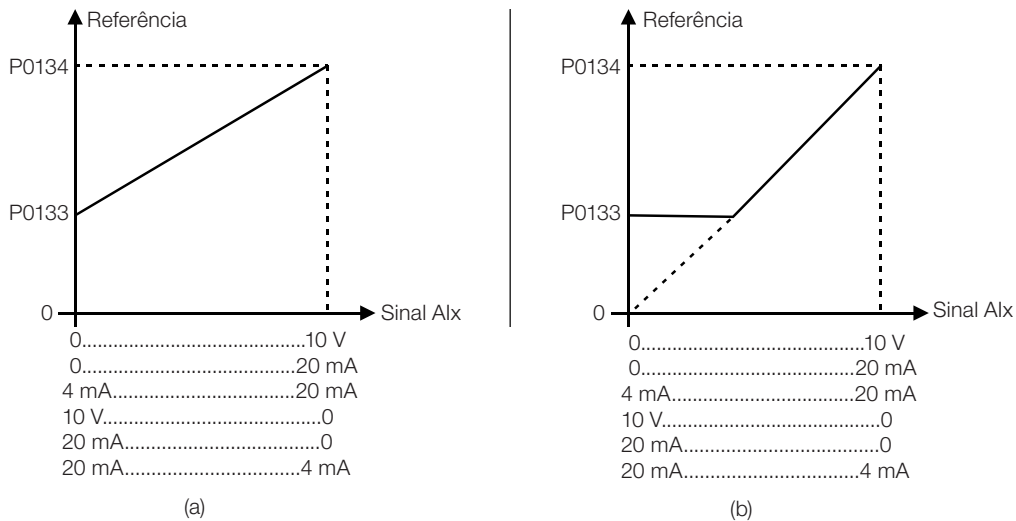 Referência
P0134
P0133
0
Sinal AIx
0.......................................10 V
0....................................20 mA
4 mA.............................20 mA
10 V.....................................0
20 mA.................................0
20 mA..............................4 mA
(a)
Referência
P0134
P0133
0
Sinal AIx
0.......................................10 V
0....................................20 mA
4 mA.............................20 mA
10 V.....................................0
20 mA.................................0
20 mA..............................4 mA
(b)